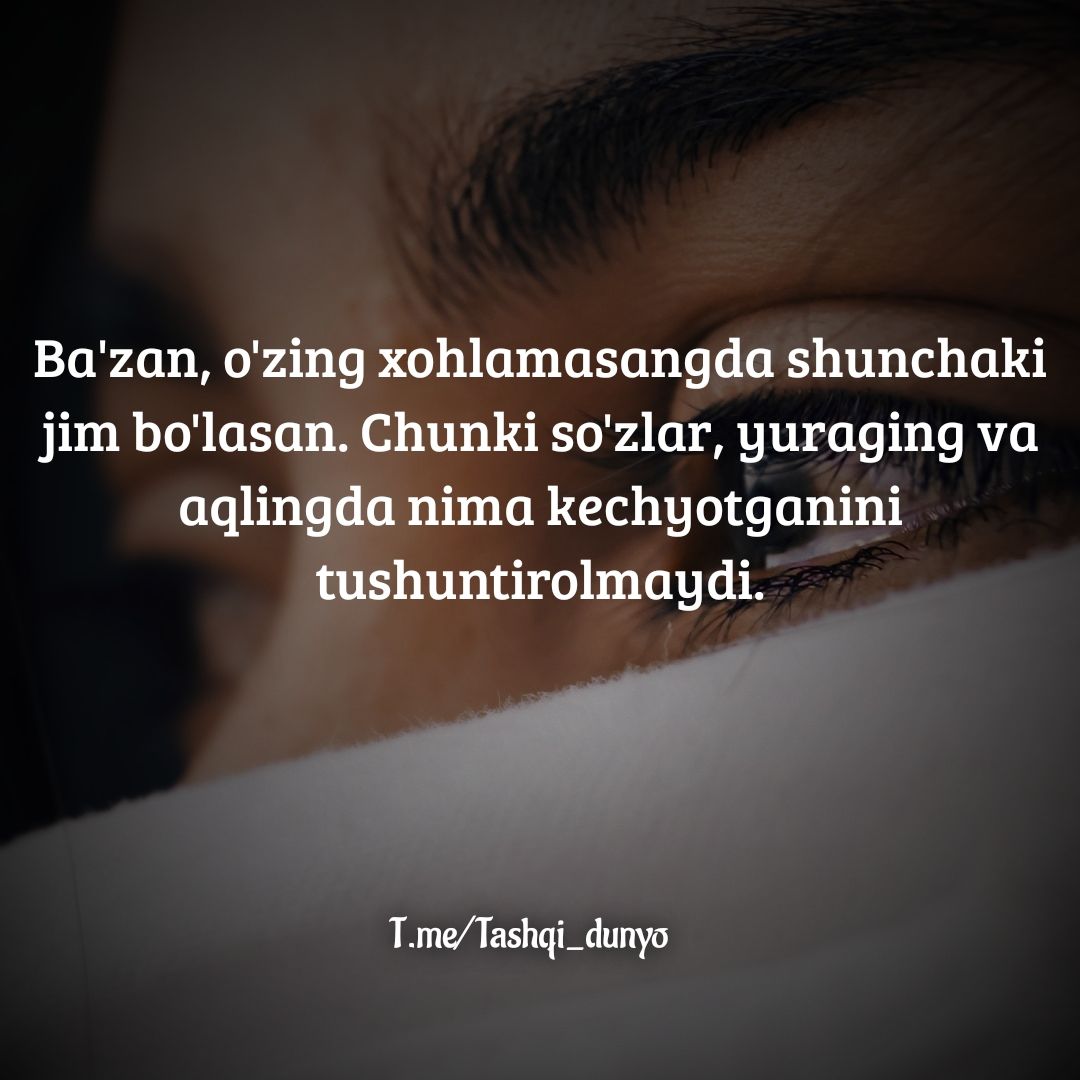 Ba'zan, o'zing xohlamasangda shunchaki
jim bo'lasan. Chunki so'zlar, yuraging va
aqlingda nima kechyotganini
tushuntirolmaydi.
T.me/Tashqi_dunyo